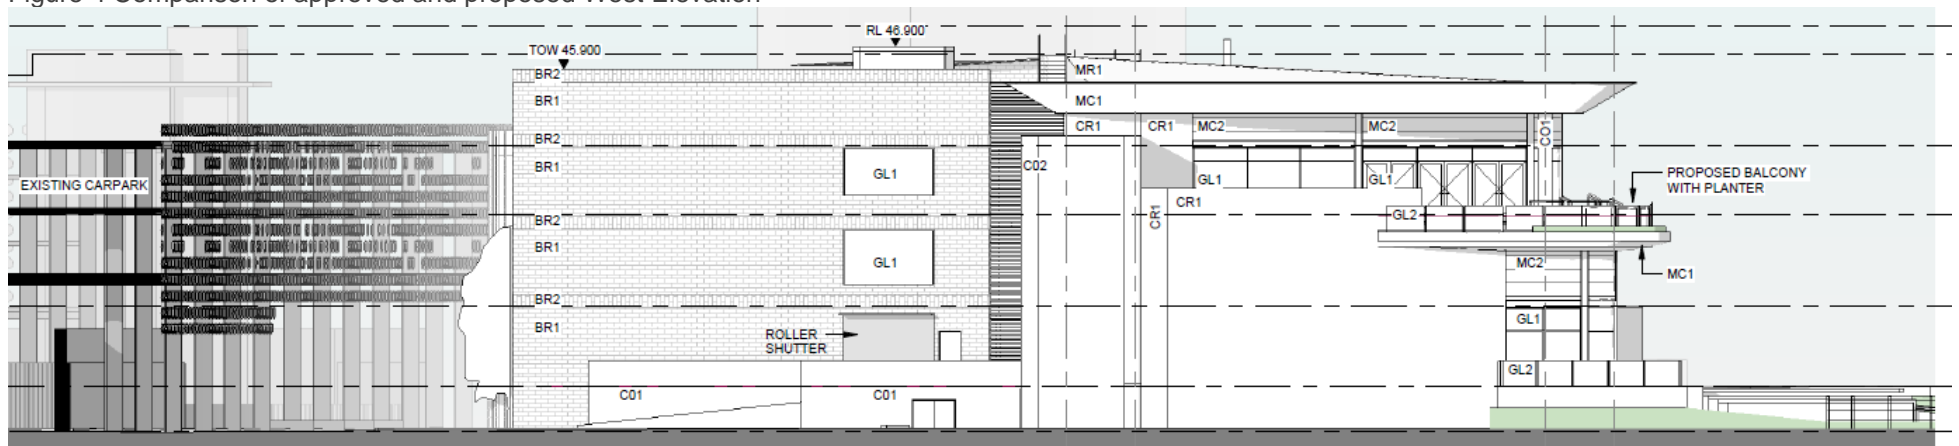 Figure 4 Comparison of approved and proposed West Elevation
RL 46.900
TOW 45.900
BR2
MR1
BR1
MC1
CR1
CR1
MC2
MC2
CO1
BR2
BR1
GL1
C02
EXISTING CARPARK
GL1
GL1
PROPOSED BALCONY
WITH PLANTER
CR1
CR1
GL2
BR2
BR1
GL1
MC2
MC1
BR2
BR1
ROLLER
SHUTTER
GL1
GL2
C01
C01